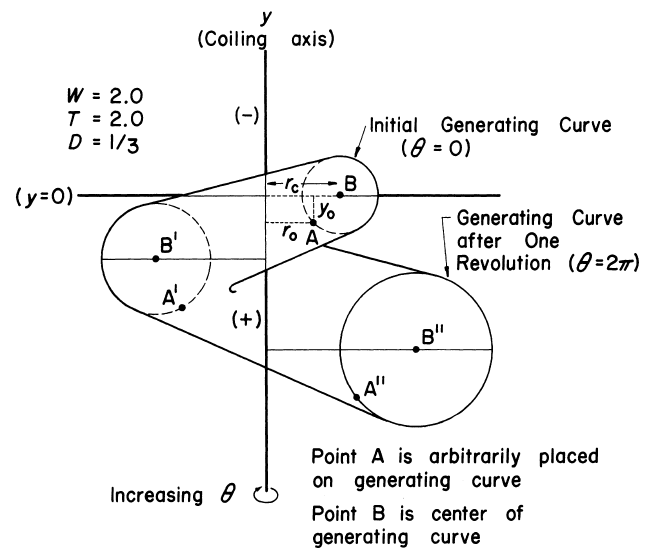 y
(Coiling axis)
W = 2.0
T = 2.0
D = 1/3
(-)
Initial Generating Curve
(θ = 0)
(y=0)
r_c
B
y_o
r_o
A
Generating Curve
after One
Revolution (θ=2π)
B'
A'
(+)
B"
A"
Point A is arbitrarily placed
on generating curve
Increasing θ
Point B is center of
generating curve